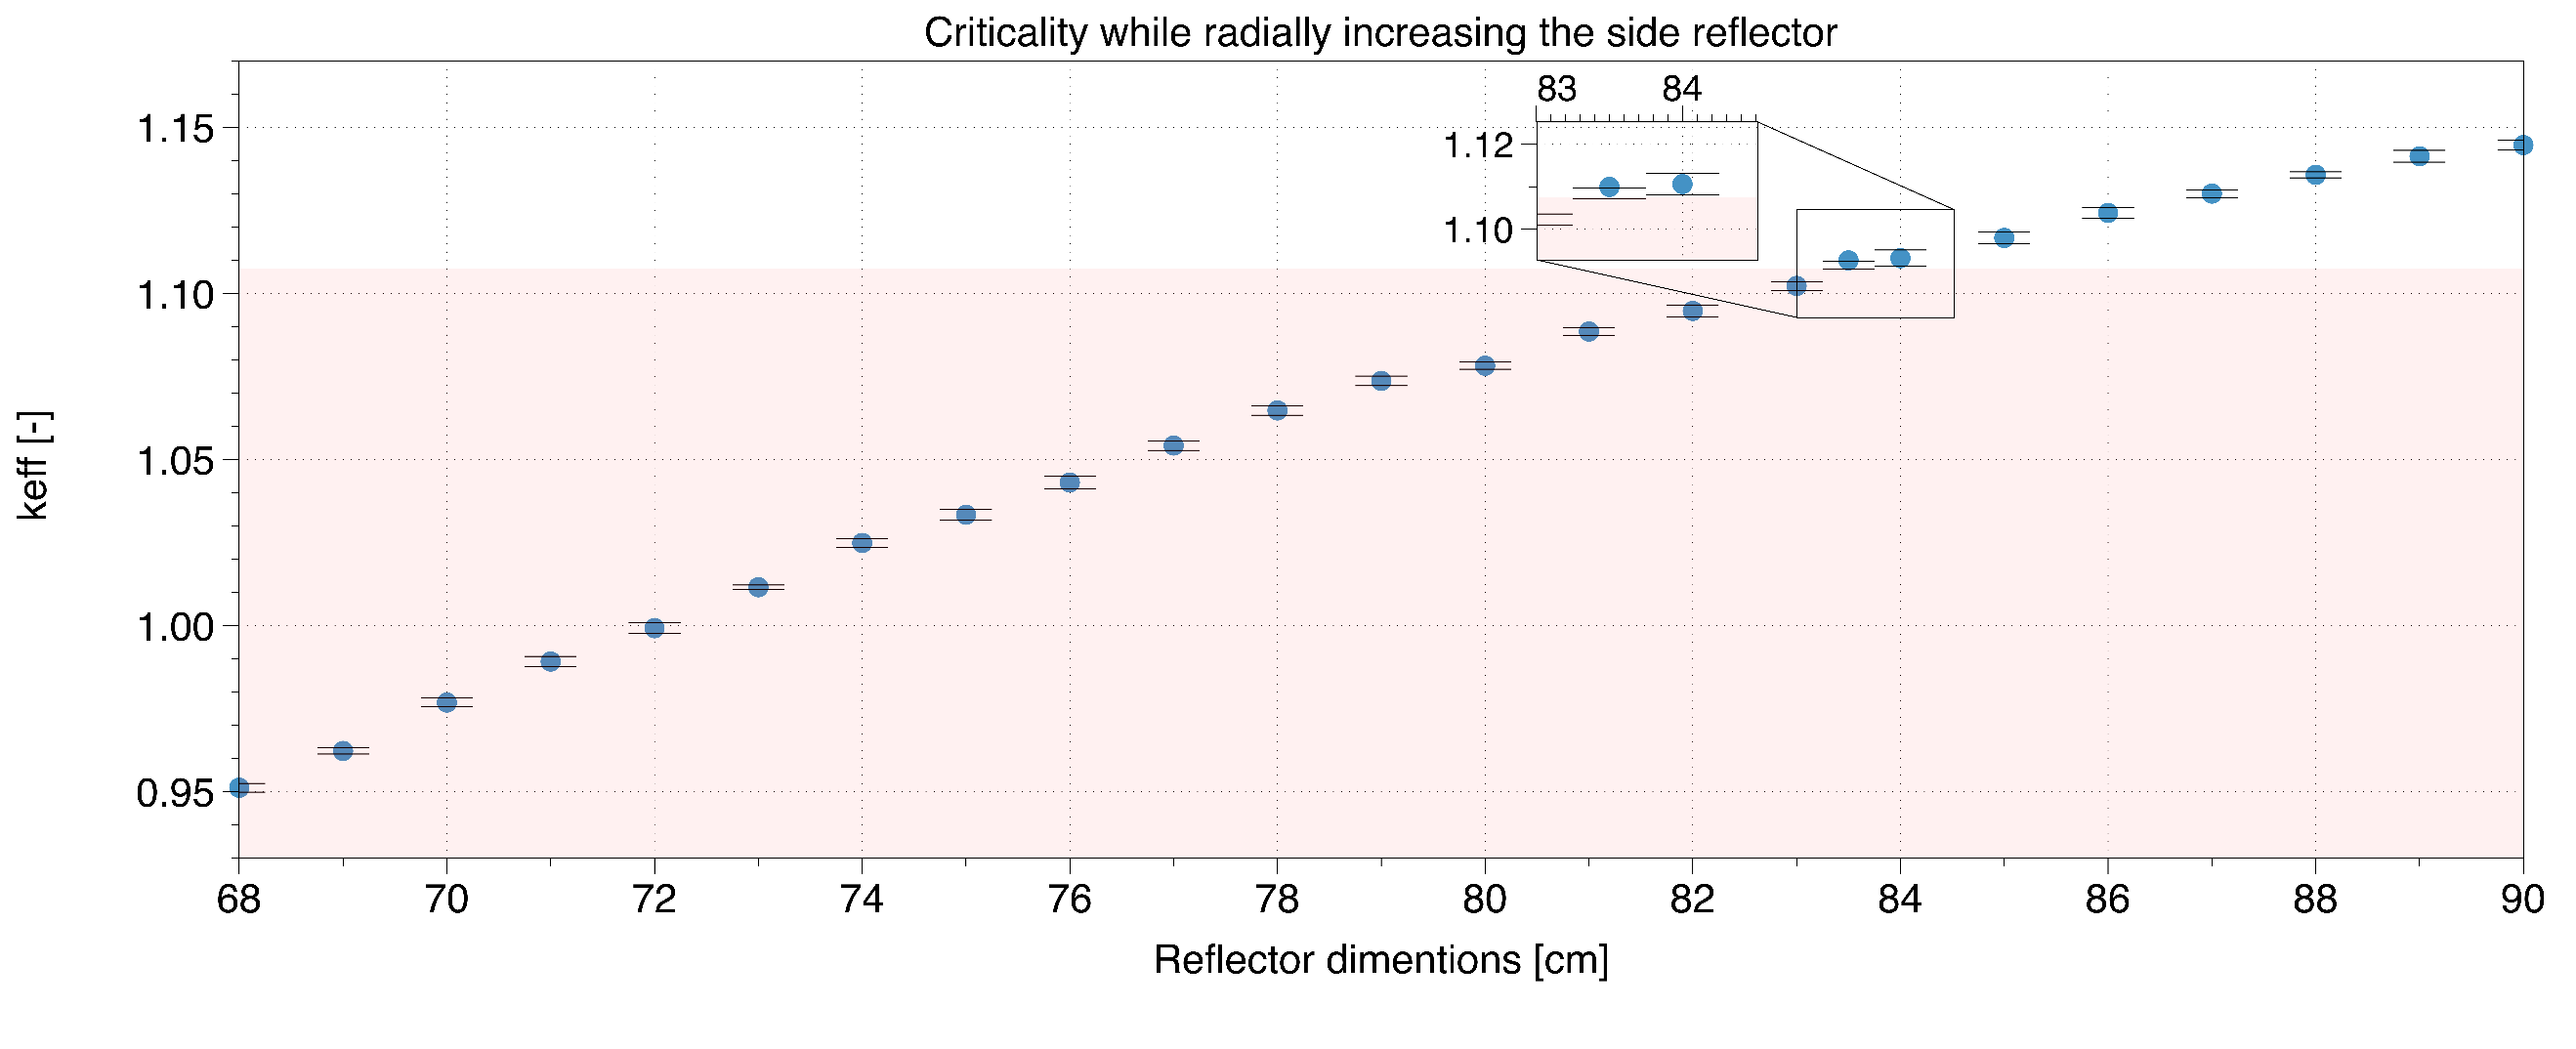 Criticality while radially increasing the side reflector
83 84
1.15
1.12
1.10
1.10
1.05
1.00
0.95
keff [-]
68 70 72 74 76 78 80 82 84 86 88 90
Reflector dimentions [cm]